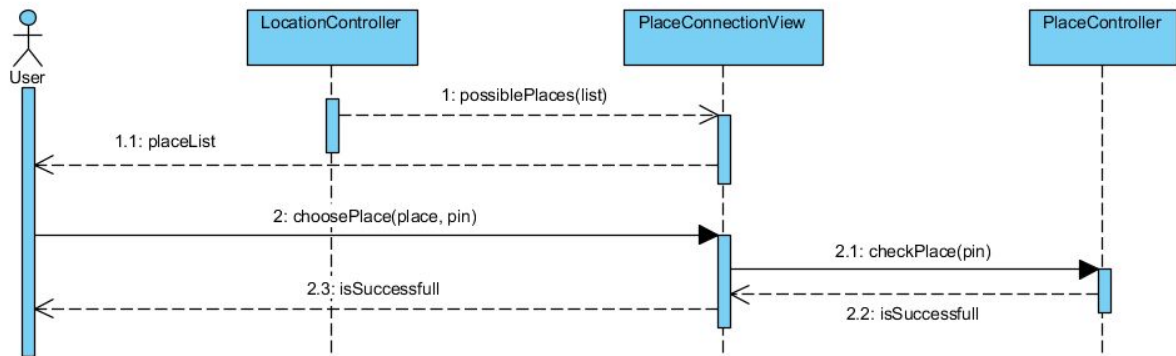 LocationController
PlaceConnectionView
PlaceController
User
1: possiblePlaces(list)
1.1: placeList
2: choosePlace(place, pin)
2.1: checkPlace(pin)
2.3: isSuccessfull
2.2: isSuccessfull